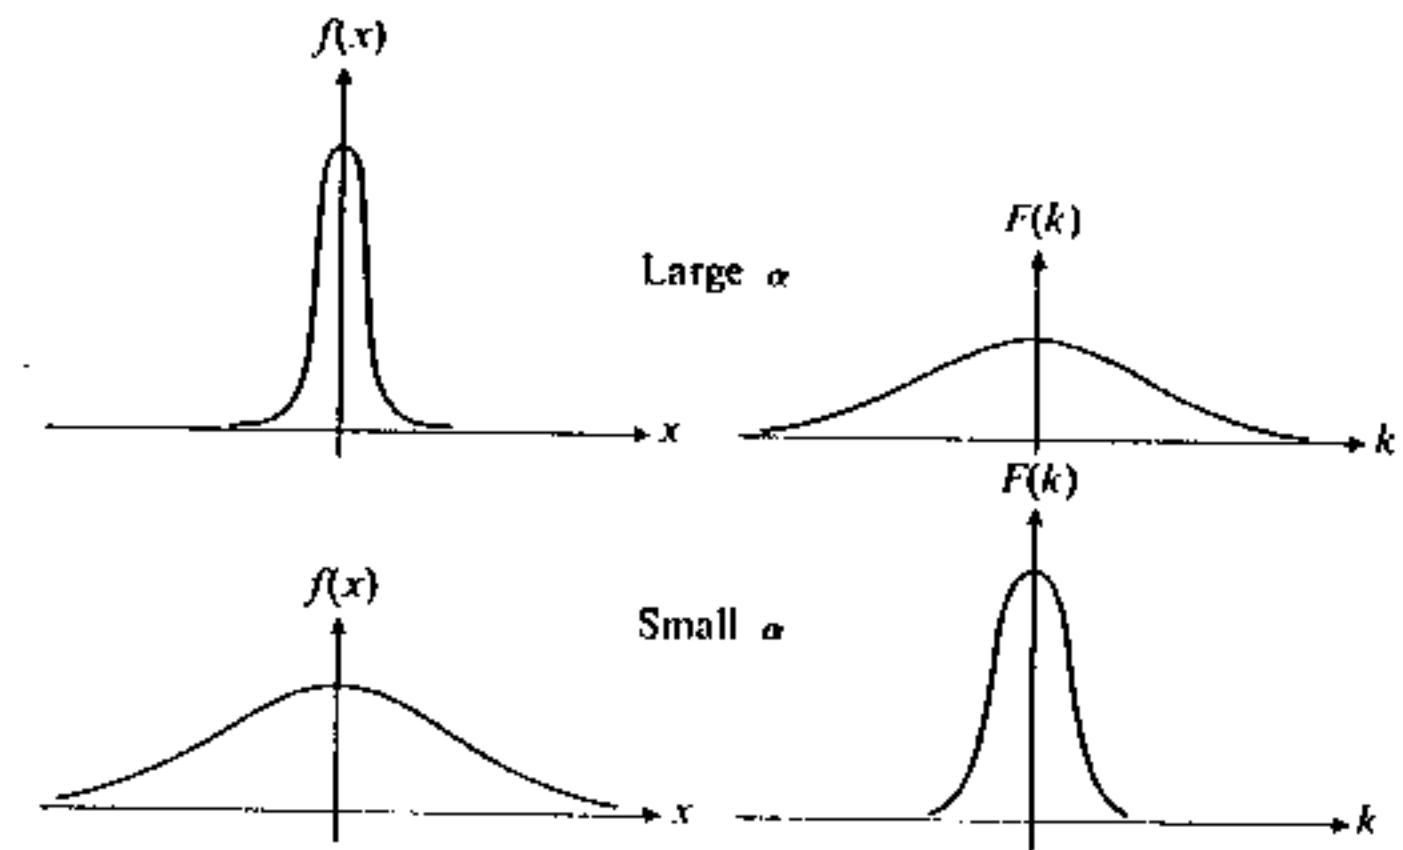 f(x)
F(k)
Large α
x
k
F(k)
f(x)
Small α
x
k